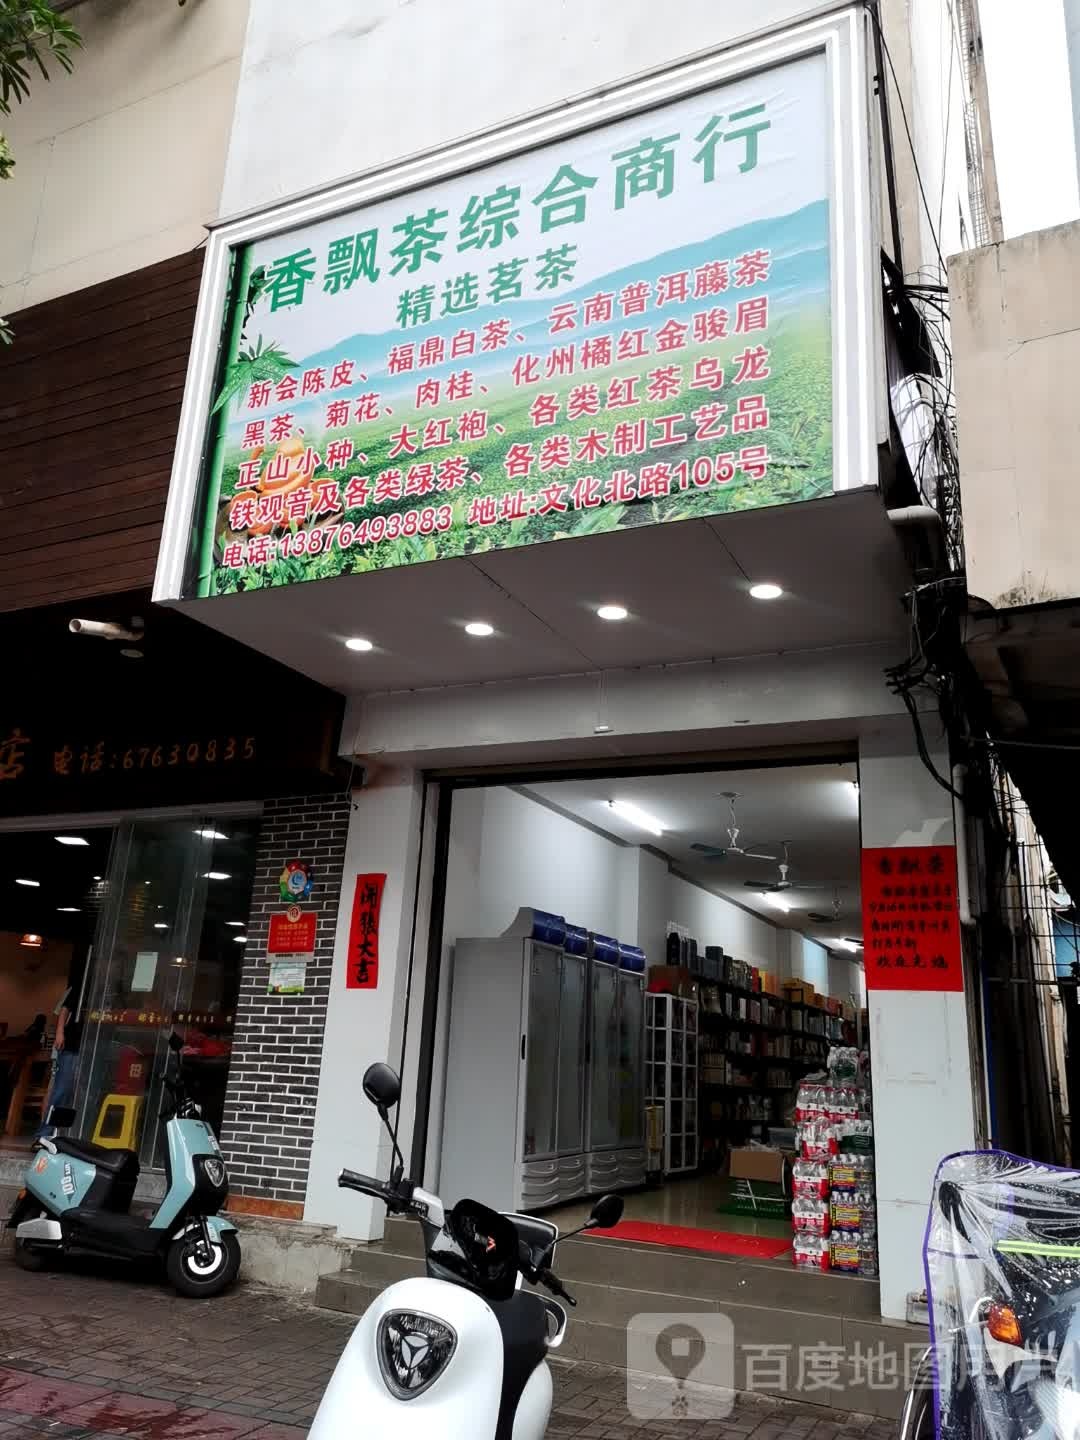 香飘茶综合商行
精选茗茶
新会陈皮、福鼎白茶、云南普洱藤茶
黑茶、菊花、肉桂、化州橘红金骏眉
正山小种、大红袍、各类红茶乌龙
铁观音及各类绿茶、各类木制工艺品
电话:13876493883 地址:文化北路105号
店 电话:67630835
开张大吉
香飘茶
欢迎光临
百度地图用户